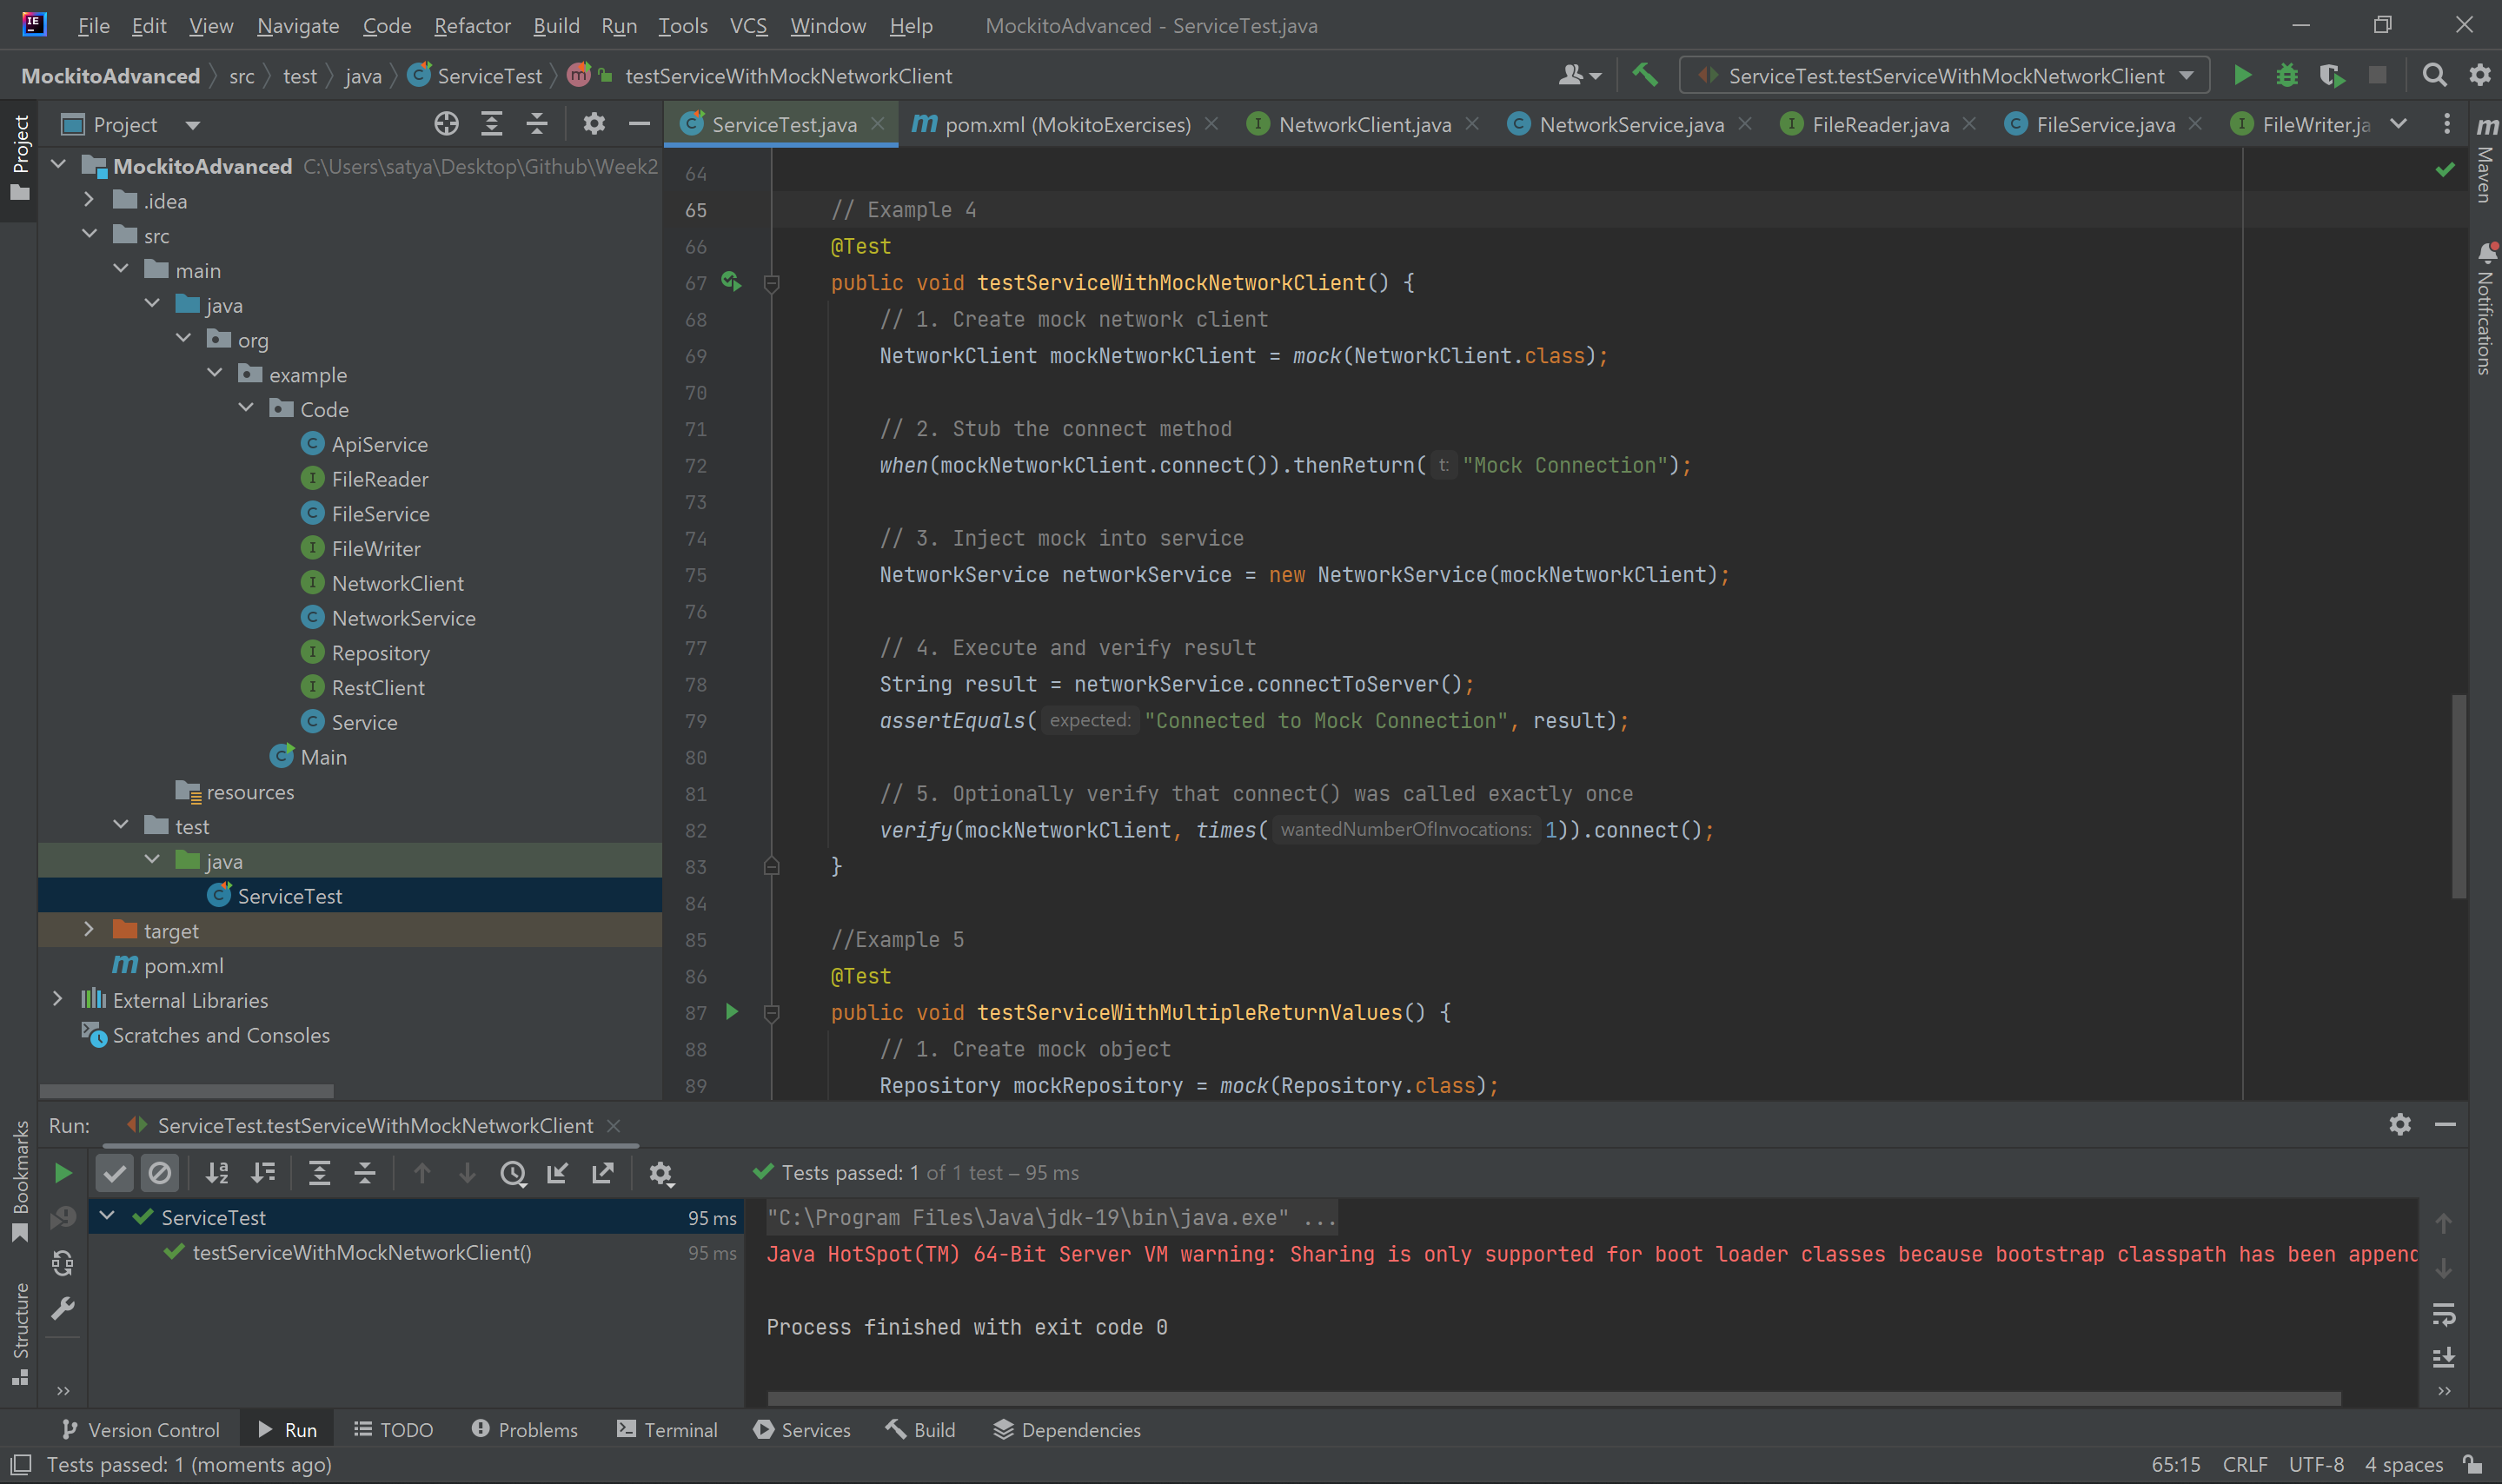 File Edit View Navigate Code Refactor Build Run Tools VCS Window Help MockitoAdvanced - ServiceTest.java
MockitoAdvanced src test java ServiceTest testServiceWithMockNetworkClient ServiceTest.testServiceWithMockNetworkClient
Project
ServiceTest.java pom.xml (MokitoExercises) NetworkClient.java NetworkService.java FileReader.java FileService.java FileWriter.ja
Project
Maven
Notifications
MockitoAdvanced C:\Users\satya\Desktop\Github\Week2
.idea
src
main
java
org
example
Code
ApiService
FileReader
FileService
FileWriter
NetworkClient
NetworkService
Repository
RestClient
Service
Main
resources
test
java
ServiceTest
target
pom.xml
External Libraries
Scratches and Consoles
64
65 // Example 4
66 @Test
67 public void testServiceWithMockNetworkClient() {
68 // 1. Create mock network client
69 NetworkClient mockNetworkClient = mock(NetworkClient.class);
70
71 // 2. Stub the connect method
72 when(mockNetworkClient.connect()).thenReturn( t: "Mock Connection");
73
74 // 3. Inject mock into service
75 NetworkService networkService = new NetworkService(mockNetworkClient);
76
77 // 4. Execute and verify result
78 String result = networkService.connectToServer();
79 assertEquals( expected: "Connected to Mock Connection", result);
80
81 // 5. Optionally verify that connect() was called exactly once
82 verify(mockNetworkClient, times( wantedNumberOfInvocations: 1)).connect();
83 }
84
85 //Example 5
86 @Test
87 public void testServiceWithMultipleReturnValues() {
88 // 1. Create mock object
89 Repository mockRepository = mock(Repository.class);
Run: ServiceTest.testServiceWithMockNetworkClient
Tests passed: 1 of 1 test – 95 ms
ServiceTest 95 ms
testServiceWithMockNetworkClient() 95 ms
"C:\Program Files\Java\jdk-19\bin\java.exe" ...
Java HotSpot(TM) 64-Bit Server VM warning: Sharing is only supported for boot loader classes because bootstrap classpath has been append
Process finished with exit code 0
Bookmarks
Structure
Version Control Run TODO Problems Terminal Services Build Dependencies
Tests passed: 1 (moments ago) 65:15 CRLF UTF-8 4 spaces